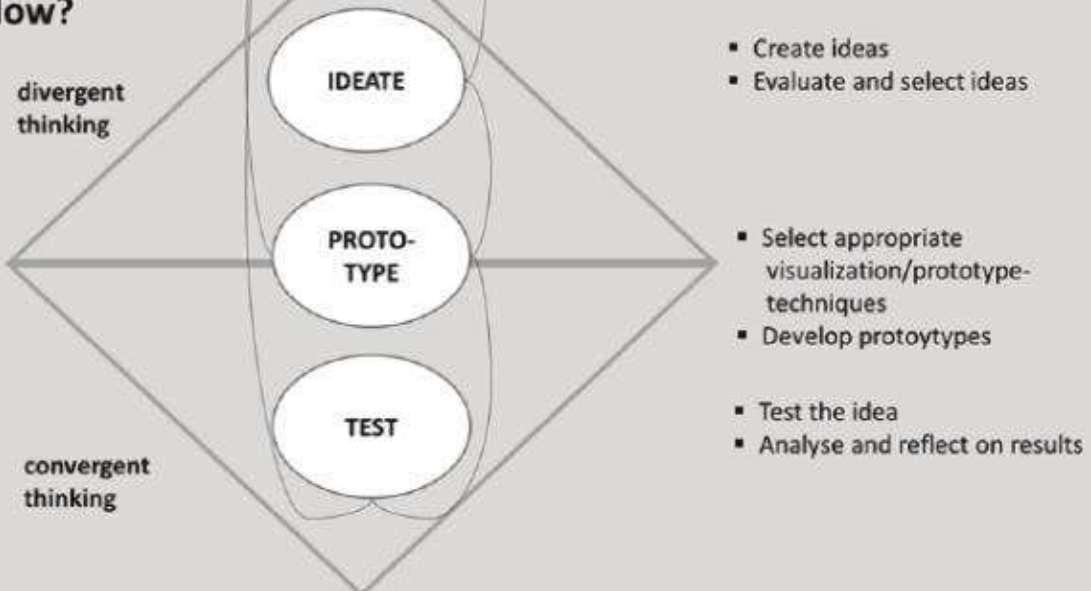 low?
divergent
thinking
IDEATE
▪ Create ideas
▪ Evaluate and select ideas
PROTO-
TYPE
▪ Select appropriate
visualization/prototype-
techniques
▪ Develop protoytypes
TEST
▪ Test the idea
▪ Analyse and reflect on results
convergent
thinking